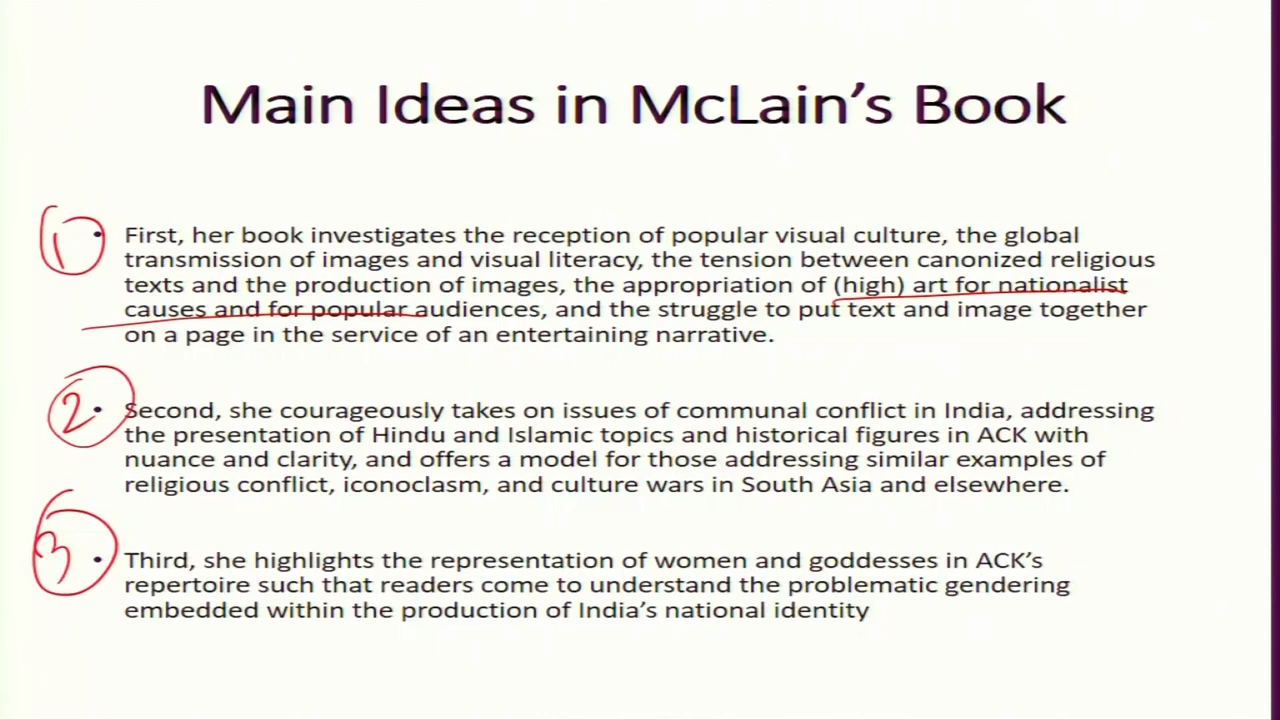 Main Ideas in McLain's Book
1
• First, her book investigates the reception of popular visual culture, the global
transmission of images and visual literacy, the tension between canonized religious
texts and the production of images, the appropriation of (high) art for nationalist
causes and for popular audiences, and the struggle to put text and image together
on a page in the service of an entertaining narrative.
2
• Second, she courageously takes on issues of communal conflict in India, addressing
the presentation of Hindu and Islamic topics and historical figures in ACK with
nuance and clarity, and offers a model for those addressing similar examples of
religious conflict, iconoclasm, and culture wars in South Asia and elsewhere.
3
• Third, she highlights the representation of women and goddesses in ACK's
repertoire such that readers come to understand the problematic gendering
embedded within the production of India's national identity